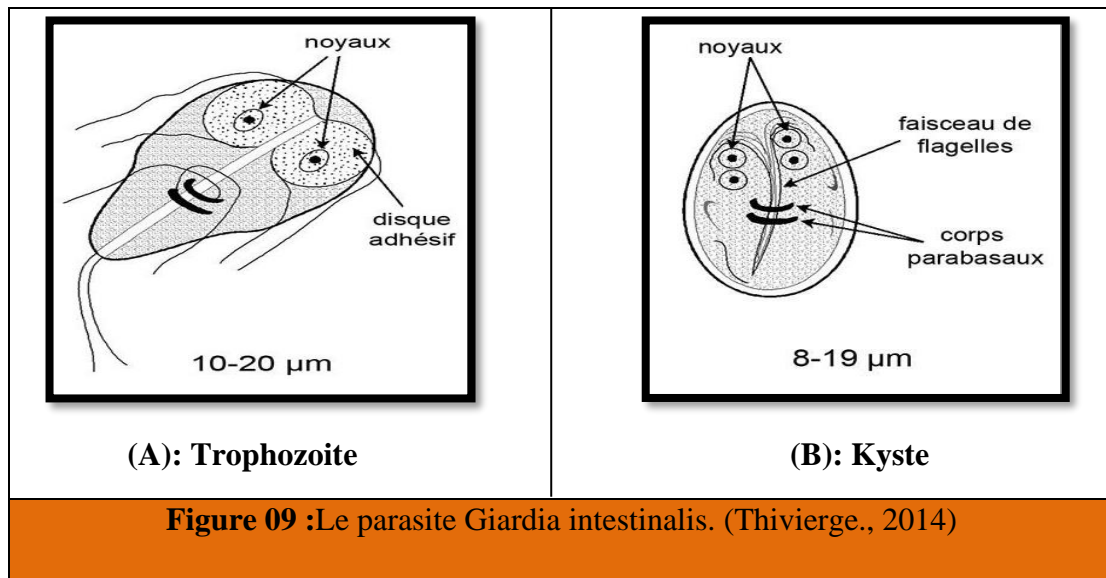 noyaux
disque
adhésif
10-20 µm
(A): Trophozoite
noyaux
faisceau de
flagelles
corps
parabasaux
8-19 µm
(B): Kyste
Figure 09 :Le parasite Giardia intestinalis. (Thivierge., 2014)